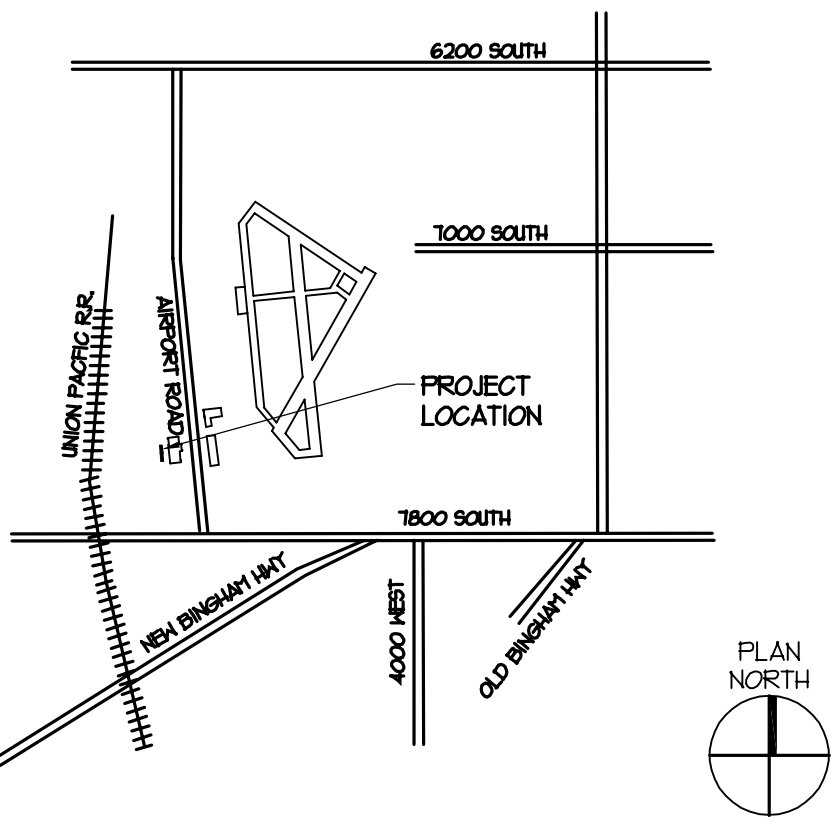 6200 SOUTH
7000 SOUTH
UNION PACIFIC R.R.
AIRPORT ROAD
PROJECT
LOCATION
7800 SOUTH
NEW BINGHAM HWY
4000 WEST
OLD BINGHAM HWY
PLAN
NORTH